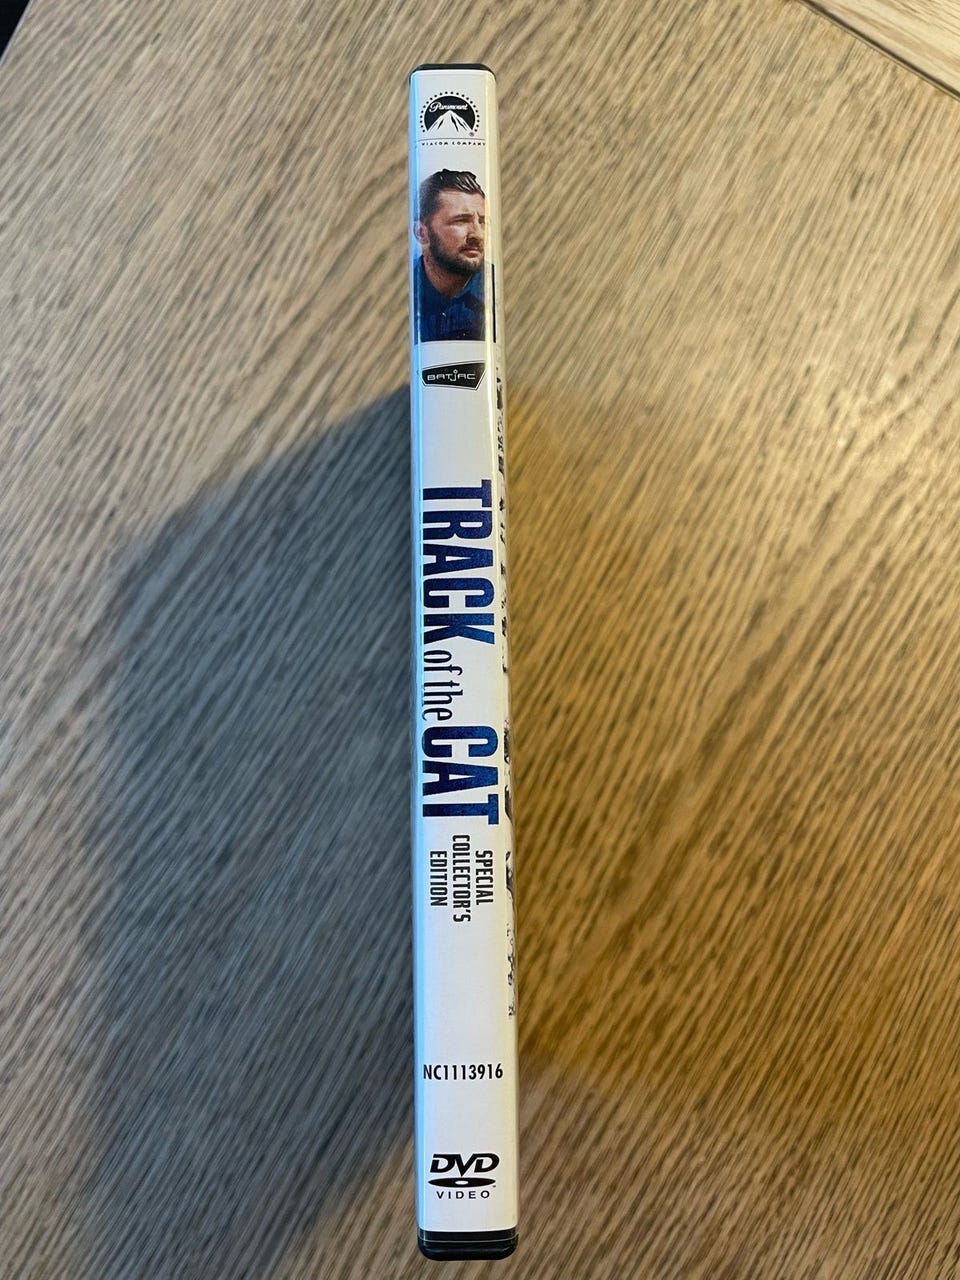 Paramount
VIACOM COMPANY
BATJAC
TRACK of the CAT
SPECIAL
COLLECTOR'S
EDITION
NC1113916
DVD
VIDEO